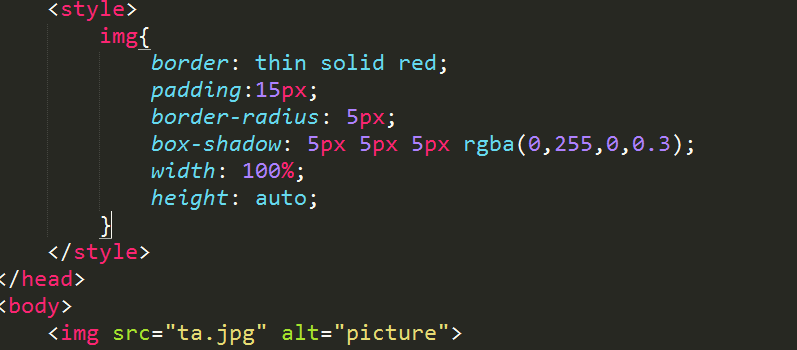 <style>
img{
border: thin solid red;
padding:15px;
border-radius: 5px;
box-shadow: 5px 5px 5px rgba(0,255,0,0.3);
width: 100%;
height: auto;
}
</style>
</head>
<body>
<img src="ta.jpg" alt="picture">